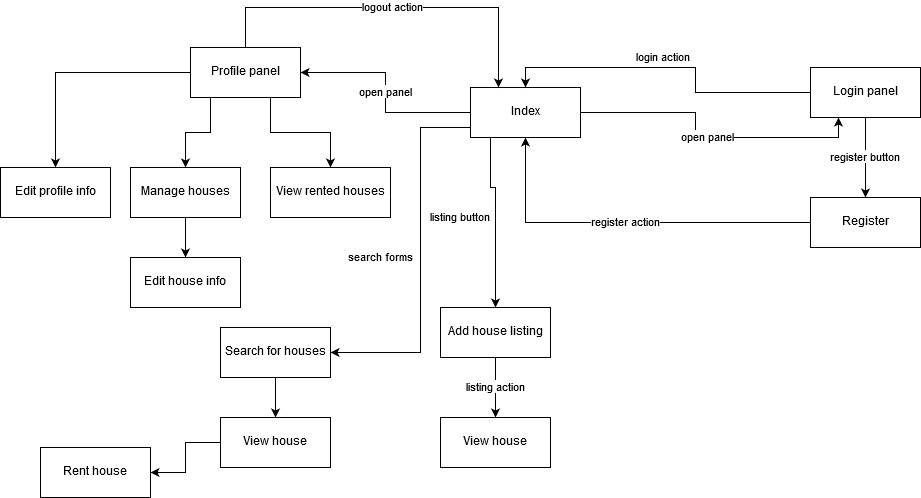 logout action
Profile panel
login action
open panel
Index
Login panel
open panel
register button
Edit profile info
Manage houses
View rented houses
listing button
register action
Register
search forms
Edit house info
Search for houses
Add house listing
listing action
View house
View house
Rent house